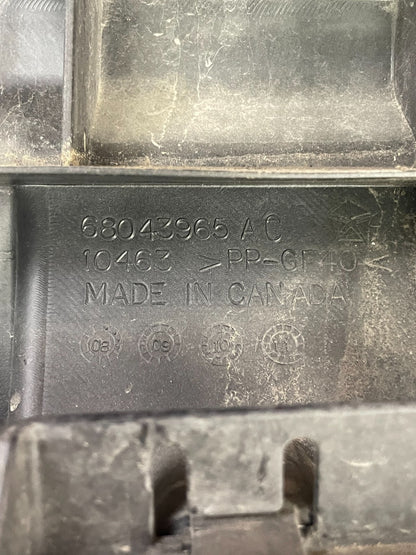 68043965 AC
10463 >PP-GF40<
MADE IN CANADA
08 09 10 11